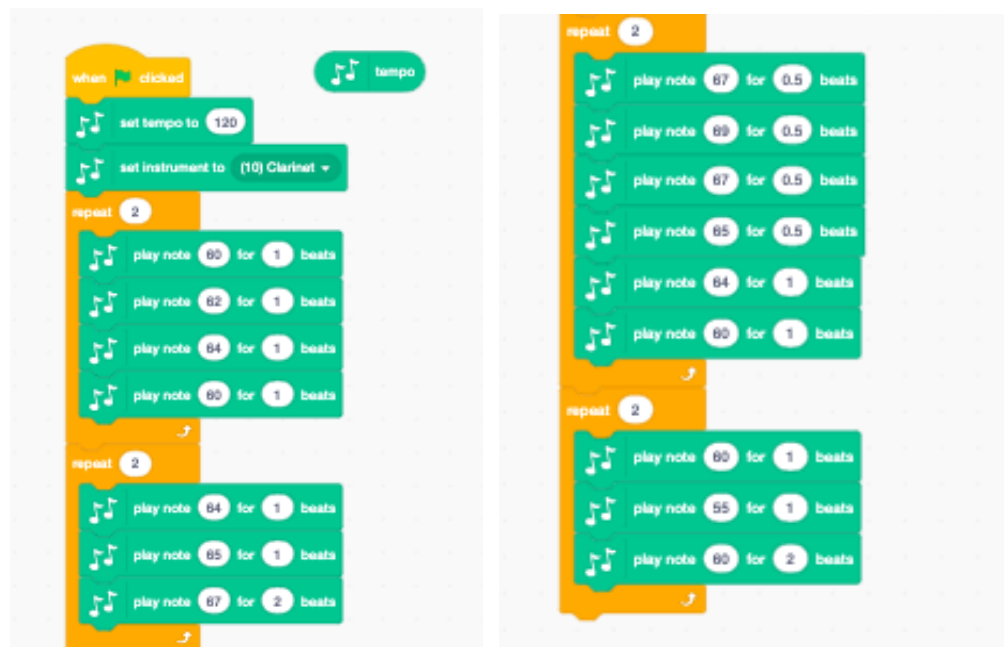 when clicked
tempo
set tempo to 120
set instrument to (10) Clarinet
repeat 2
play note 60 for 1 beats
play note 62 for 1 beats
play note 64 for 1 beats
play note 60 for 1 beats
repeat 2
play note 64 for 1 beats
play note 65 for 1 beats
play note 67 for 2 beats
repeat 2
play note 67 for 0.5 beats
play note 69 for 0.5 beats
play note 67 for 0.5 beats
play note 65 for 0.5 beats
play note 64 for 1 beats
play note 60 for 1 beats
repeat 2
play note 60 for 1 beats
play note 55 for 1 beats
play note 60 for 2 beats